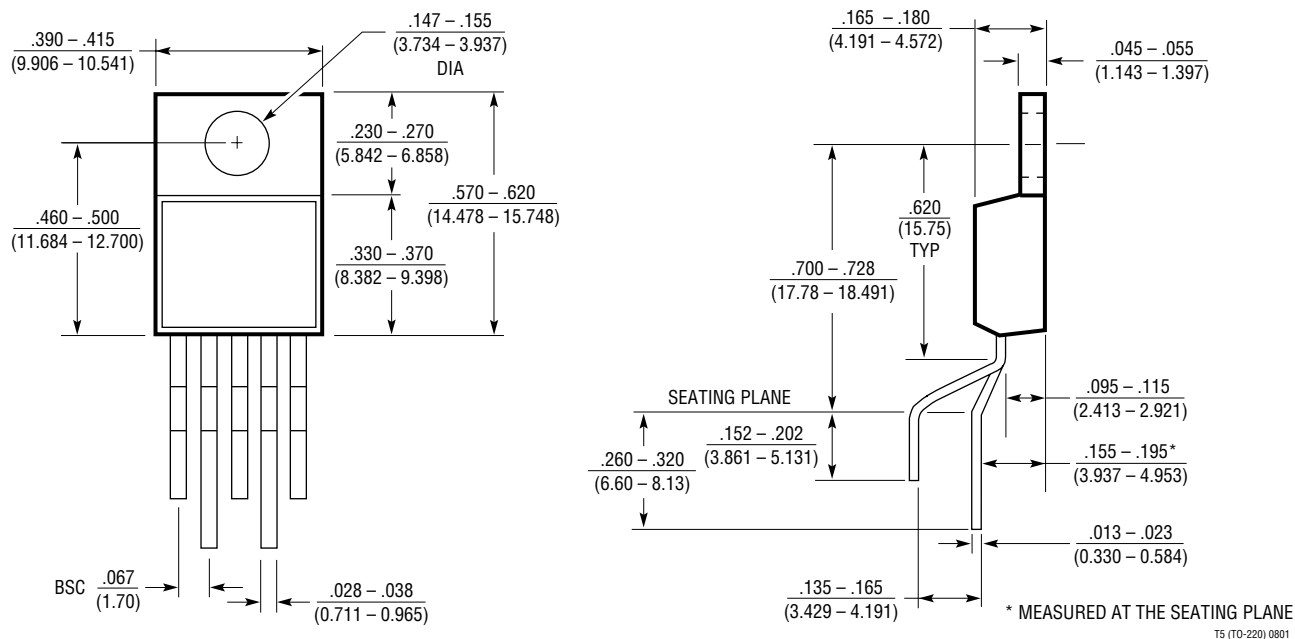 .390 – .415
(9.906 – 10.541)
.147 – .155
(3.734 – 3.937)
DIA
.230 – .270
(5.842 – 6.858)
.570 – .620
(14.478 – 15.748)
.460 – .500
(11.684 – 12.700)
.330 – .370
(8.382 – 9.398)
BSC .067
(1.70)
.028 – .038
(0.711 – 0.965)
.165 – .180
(4.191 – 4.572)
.045 – .055
(1.143 – 1.397)
.620
(15.75)
TYP
.700 – .728
(17.78 – 18.491)
SEATING PLANE
.152 – .202
(3.861 – 5.131)
.260 – .320
(6.60 – 8.13)
.095 – .115
(2.413 – 2.921)
.155 – .195*
(3.937 – 4.953)
.013 – .023
(0.330 – 0.584)
.135 – .165
(3.429 – 4.191)
* MEASURED AT THE SEATING PLANE
T5 (TO-220) 0801